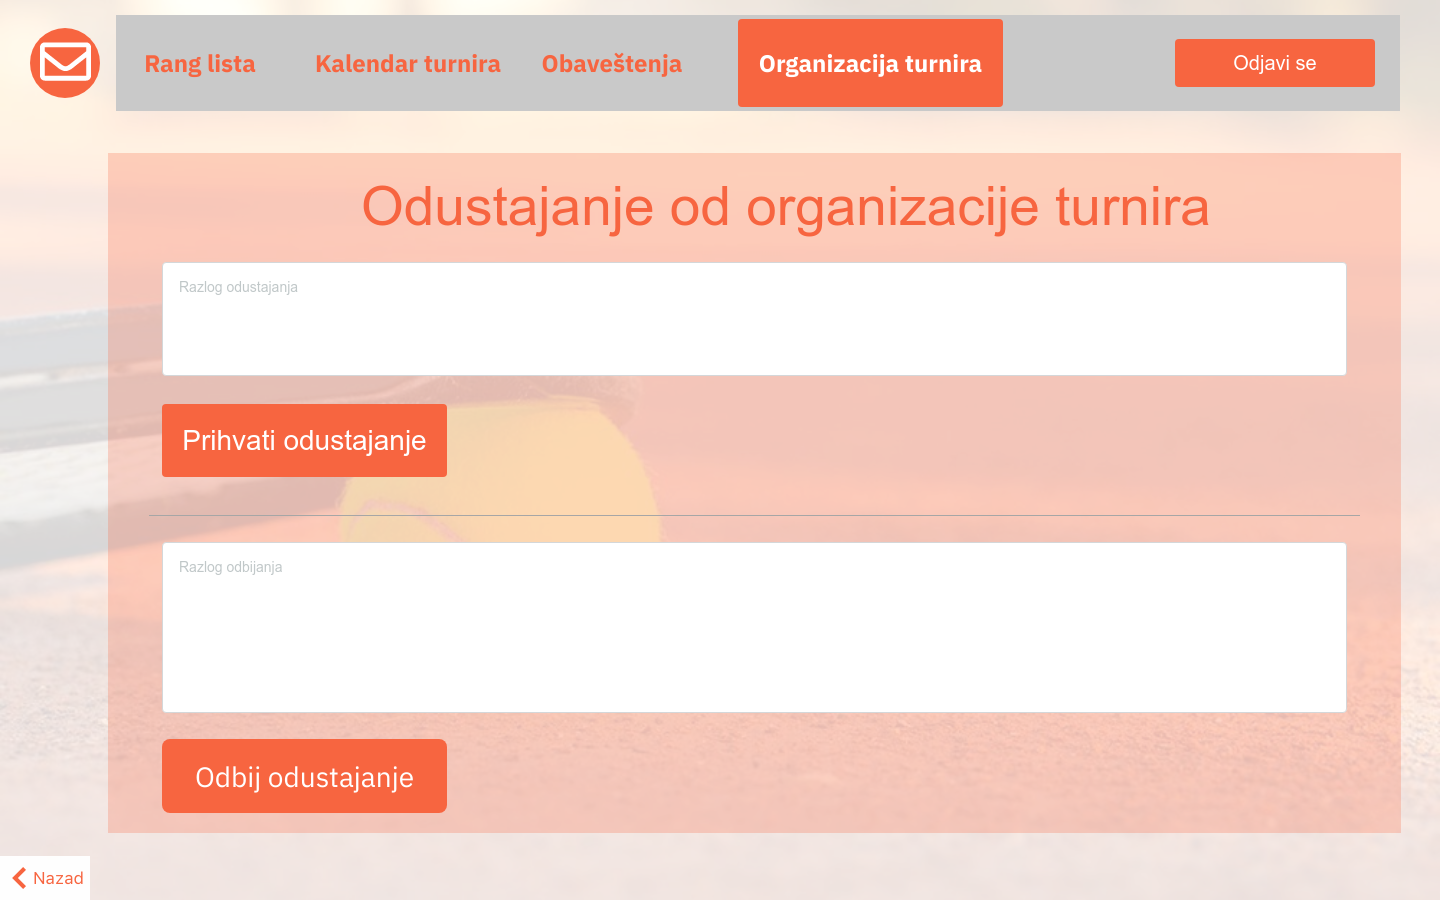 Rang lista
Kalendar turnira
Obaveštenja
Organizacija turnira
Odjavi se
Odustajanje od organizacije turnira
Razlog odustajanja
Prihvati odustajanje
Razlog odbijanja
Odbij odustajanje
Nazad